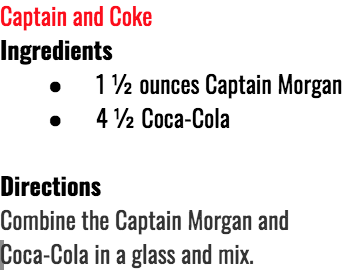 Captain and Coke
Ingredients
● 1 ½ ounces Captain Morgan
● 4 ½ Coca-Cola
Directions
Combine the Captain Morgan and
Coca-Cola in a glass and mix.